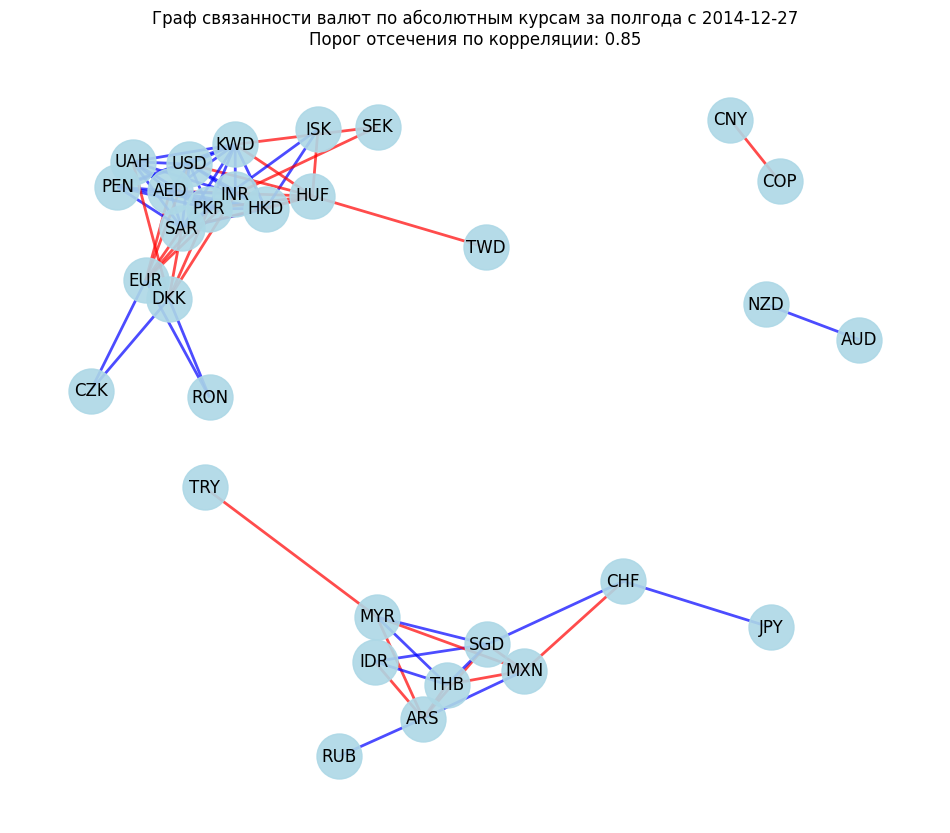 Граф связанности валют по абсолютным курсам за полгода с 2014-12-27
Порог отсечения по корреляции: 0.85
CNY
SEK
ISK
KWD
UAH
USD
COP
PEN
AED
INR
HUF
PKR
HKD
SAR
TWD
EUR
DKK
NZD
AUD
CZK
RON
TRY
CHF
MYR
JPY
SGD
IDR
MXN
THB
ARS
RUB